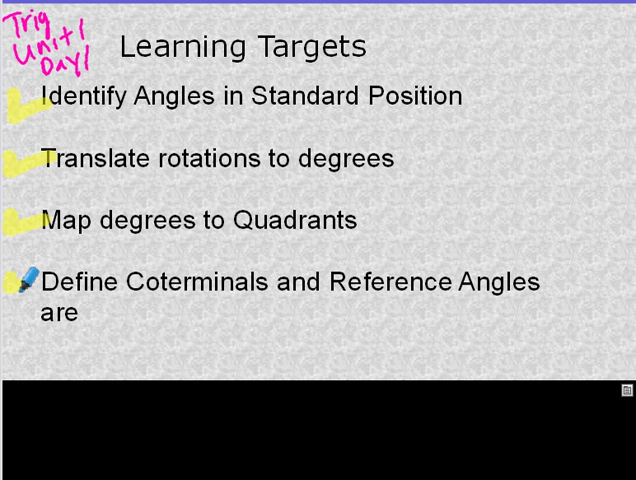 Trig
Unit 1
Day 1
Learning Targets
Identify Angles in Standard Position
Translate rotations to degrees
Map degrees to Quadrants
Define Coterminals and Reference Angles
are